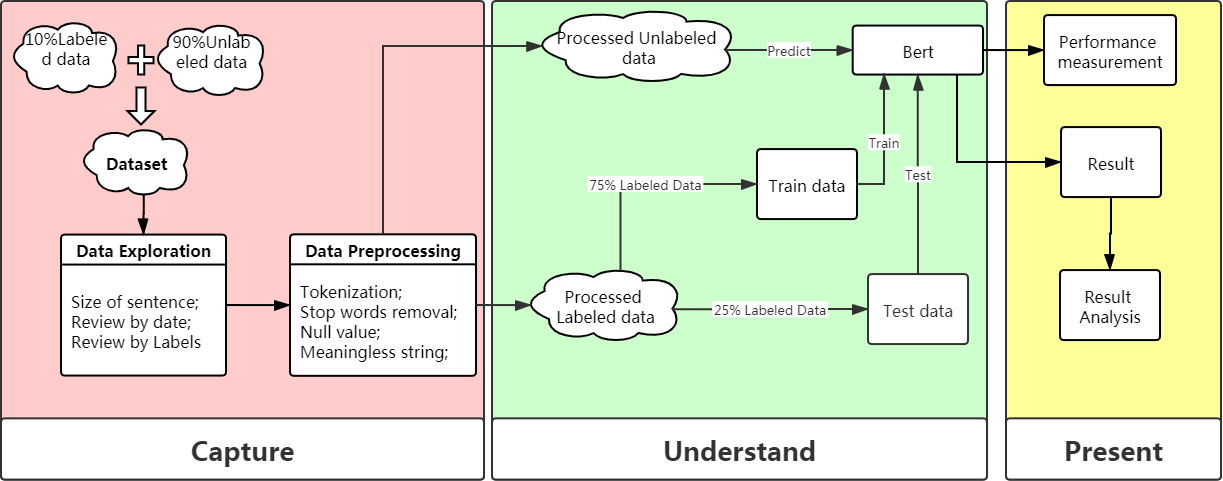 10%Labele
d data
90%Unlab
eled data
Dataset
Data Exploration
Size of sentence;
Review by date;
Review by Labels
Data Preprocessing
Tokenization;
Stop words removal;
Null value;
Meaningless string;
Capture
Processed Unlabeled
data
Predict
Bert
Train
Test
75% Labeled Data
Train data
Processed
Labeled data
25% Labeled Data
Test data
Understand
Performance
measurement
Result
Result
Analysis
Present